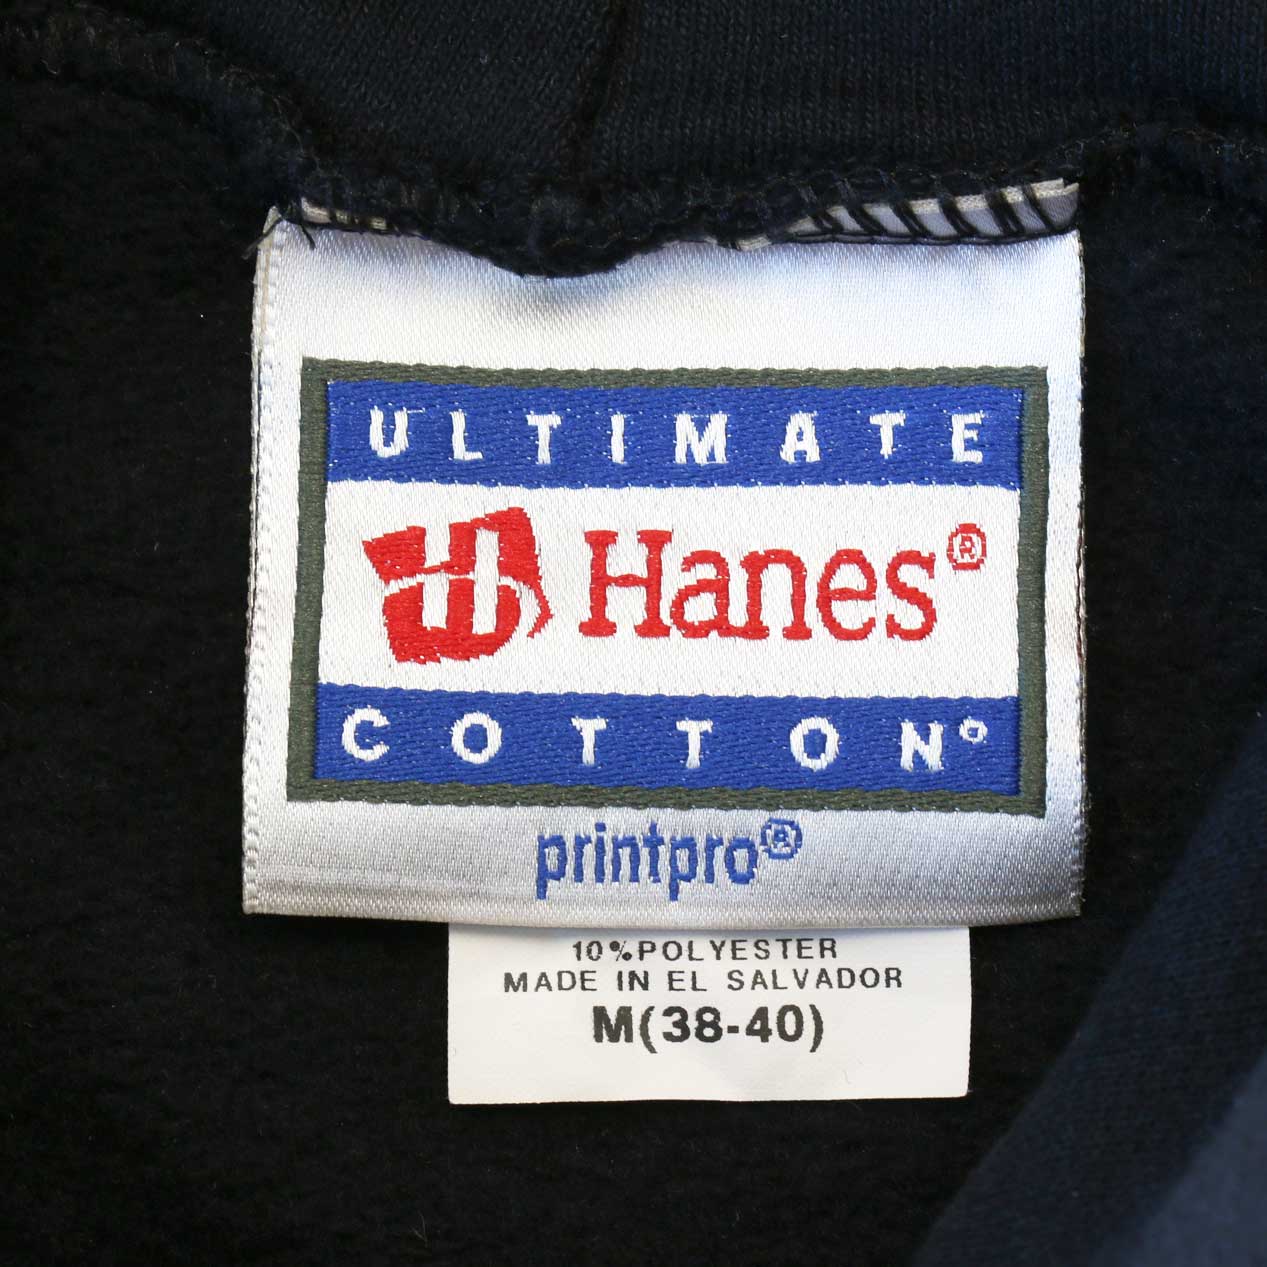 ULTIMATE
Hanes®
COTTON
printpro®
10% POLYESTER
MADE IN EL SALVADOR
M(38-40)